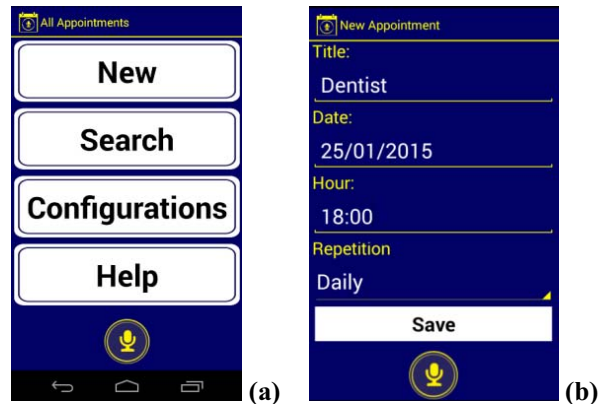 All Appointments
New
Search
Configurations
Help
(a)
New Appointment
Title:
Dentist
Date:
25/01/2015
Hour:
18:00
Repetition
Daily
Save
(b)